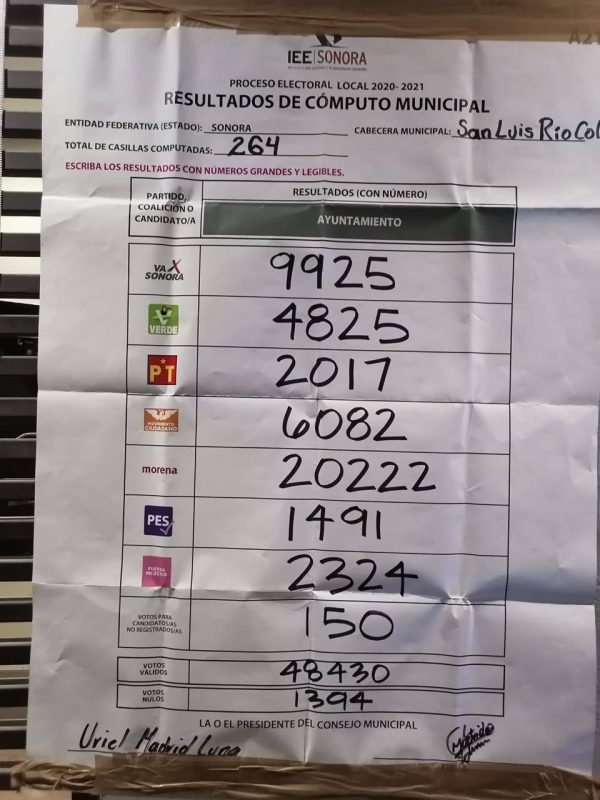 IEE|SONORA
PROCESO ELECTORAL LOCAL 2020-2021
RESULTADOS DE CÓMPUTO MUNICIPAL
ENTIDAD FEDERATIVA (ESTADO): SONORA CABECERA MUNICIPAL: San Luis Río Col
TOTAL DE CASILLAS COMPUTADAS: 264
ESCRIBA LOS RESULTADOS CON NÚMEROS GRANDES Y LEGIBLES.
PARTIDO, COALICIÓN O CANDIDATO/A RESULTADOS (CON NÚMERO)
AYUNTAMIENTO
VA X SONORA 9925
VERDE 4825
PT 2017
MOVIMIENTO CIUDADANO 6082
morena 20222
PES 1491
FUERZA MÉXICO 2324
VOTOS PARA CANDIDATOS/AS NO REGISTRADOS/AS 150
VOTOS VÁLIDOS 48430
VOTOS NULOS 1394
LA O EL PRESIDENTE DEL CONSEJO MUNICIPAL
Uriel Madrid Luna